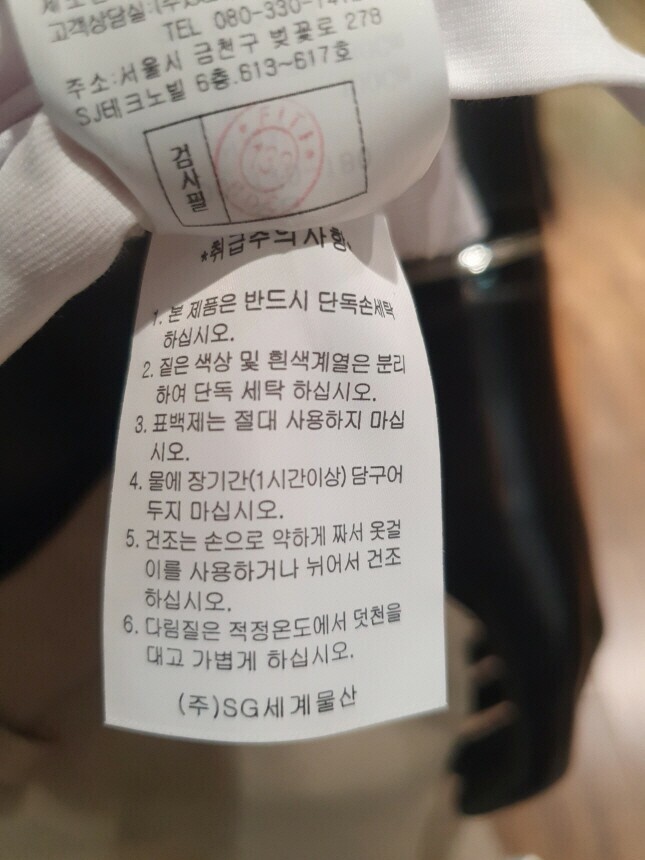 고객상담실:(주)
TEL 080-330-
주소:서울시 금천구 벚꽃로 278
SJ테크노빌 6층.613~617호
검사필
*취급주의사항*
1. 본 제품은 반드시 단독손세탁
하십시오.
2. 짙은 색상 및 흰색계열은 분리
하여 단독 세탁 하십시오.
3. 표백제는 절대 사용하지 마십
시오.
4. 물에 장기간(1시간이상) 담구어
두지 마십시오.
5. 건조는 손으로 약하게 짜서 옷걸
이를 사용하거나 뉘어서 건조
하십시오.
6. 다림질은 적정온도에서 덧천을
대고 가볍게 하십시오.
(주)SG세계물산